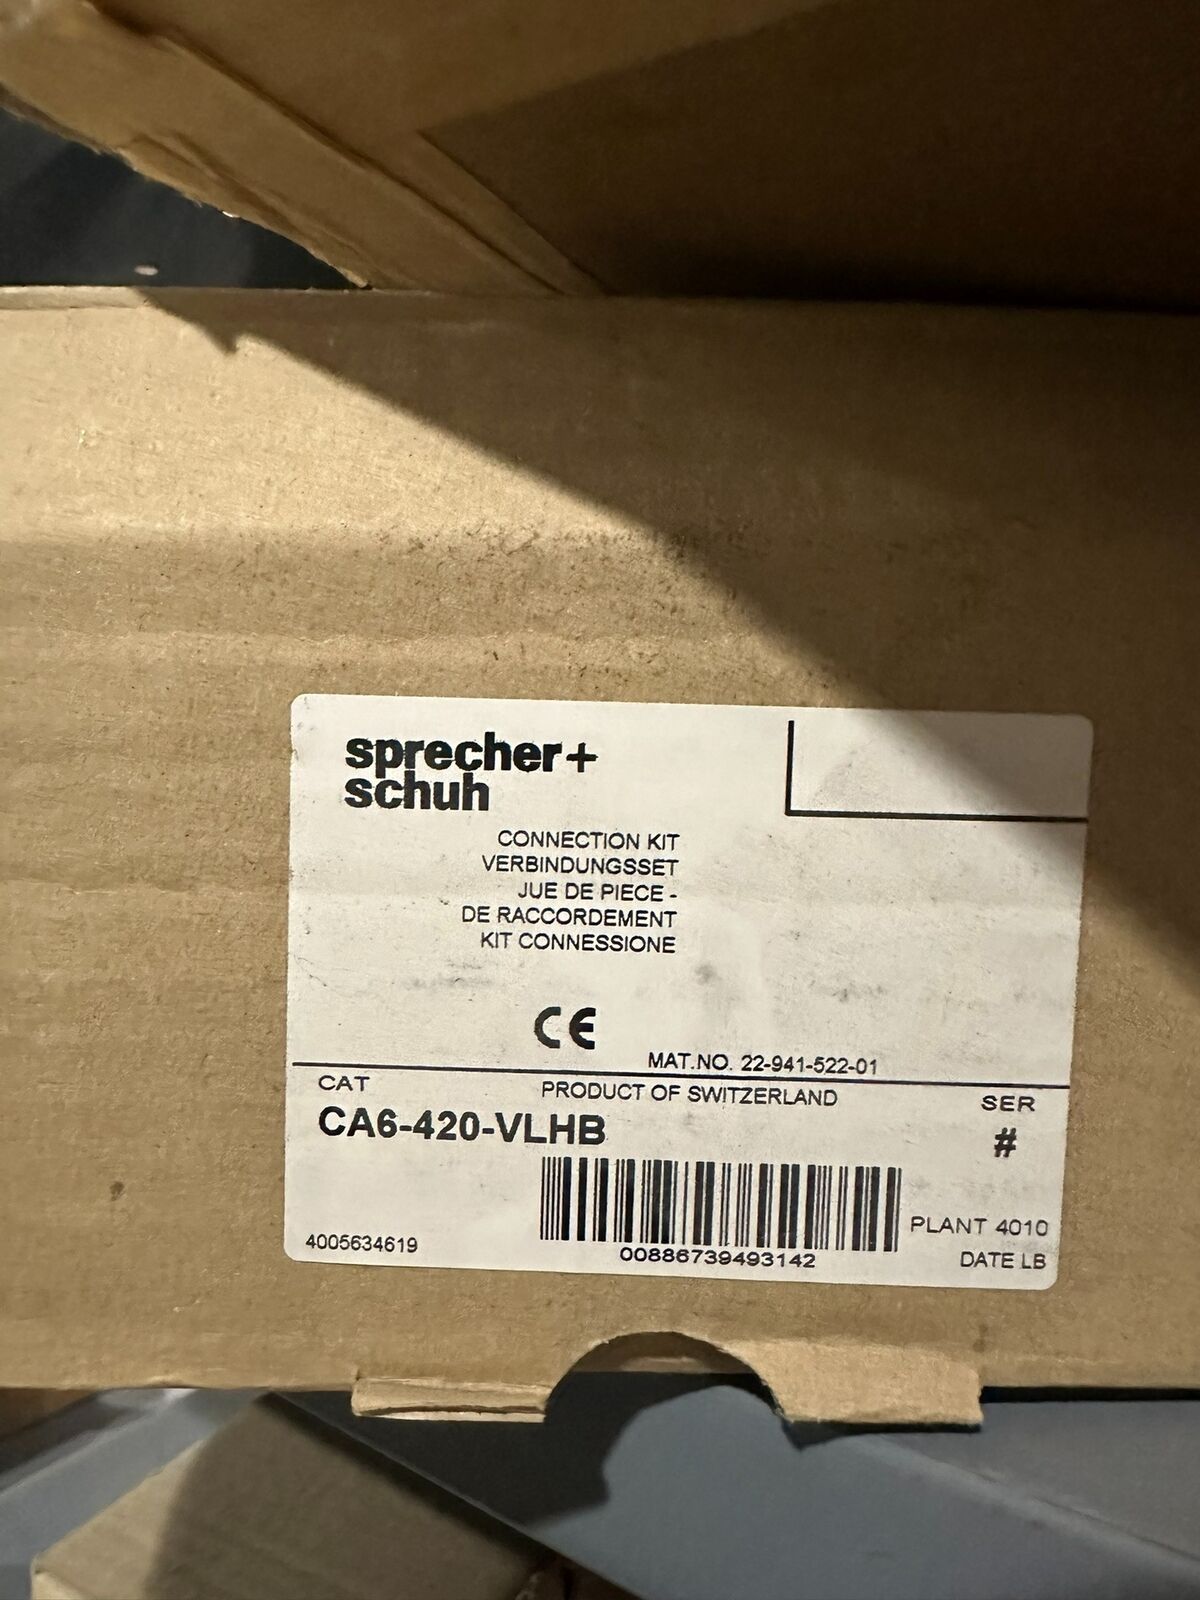 sprecher+
schuh
CONNECTION KIT
VERBINDUNGSSET
JUE DE PIECE -
DE RACCORDEMENT
KIT CONNESSIONE
CE
MAT.NO. 22-941-522-01
CAT
PRODUCT OF SWITZERLAND
SER
CA6-420-VLHB
#
PLANT 4010
4005634619
00886739493142
DATE LB